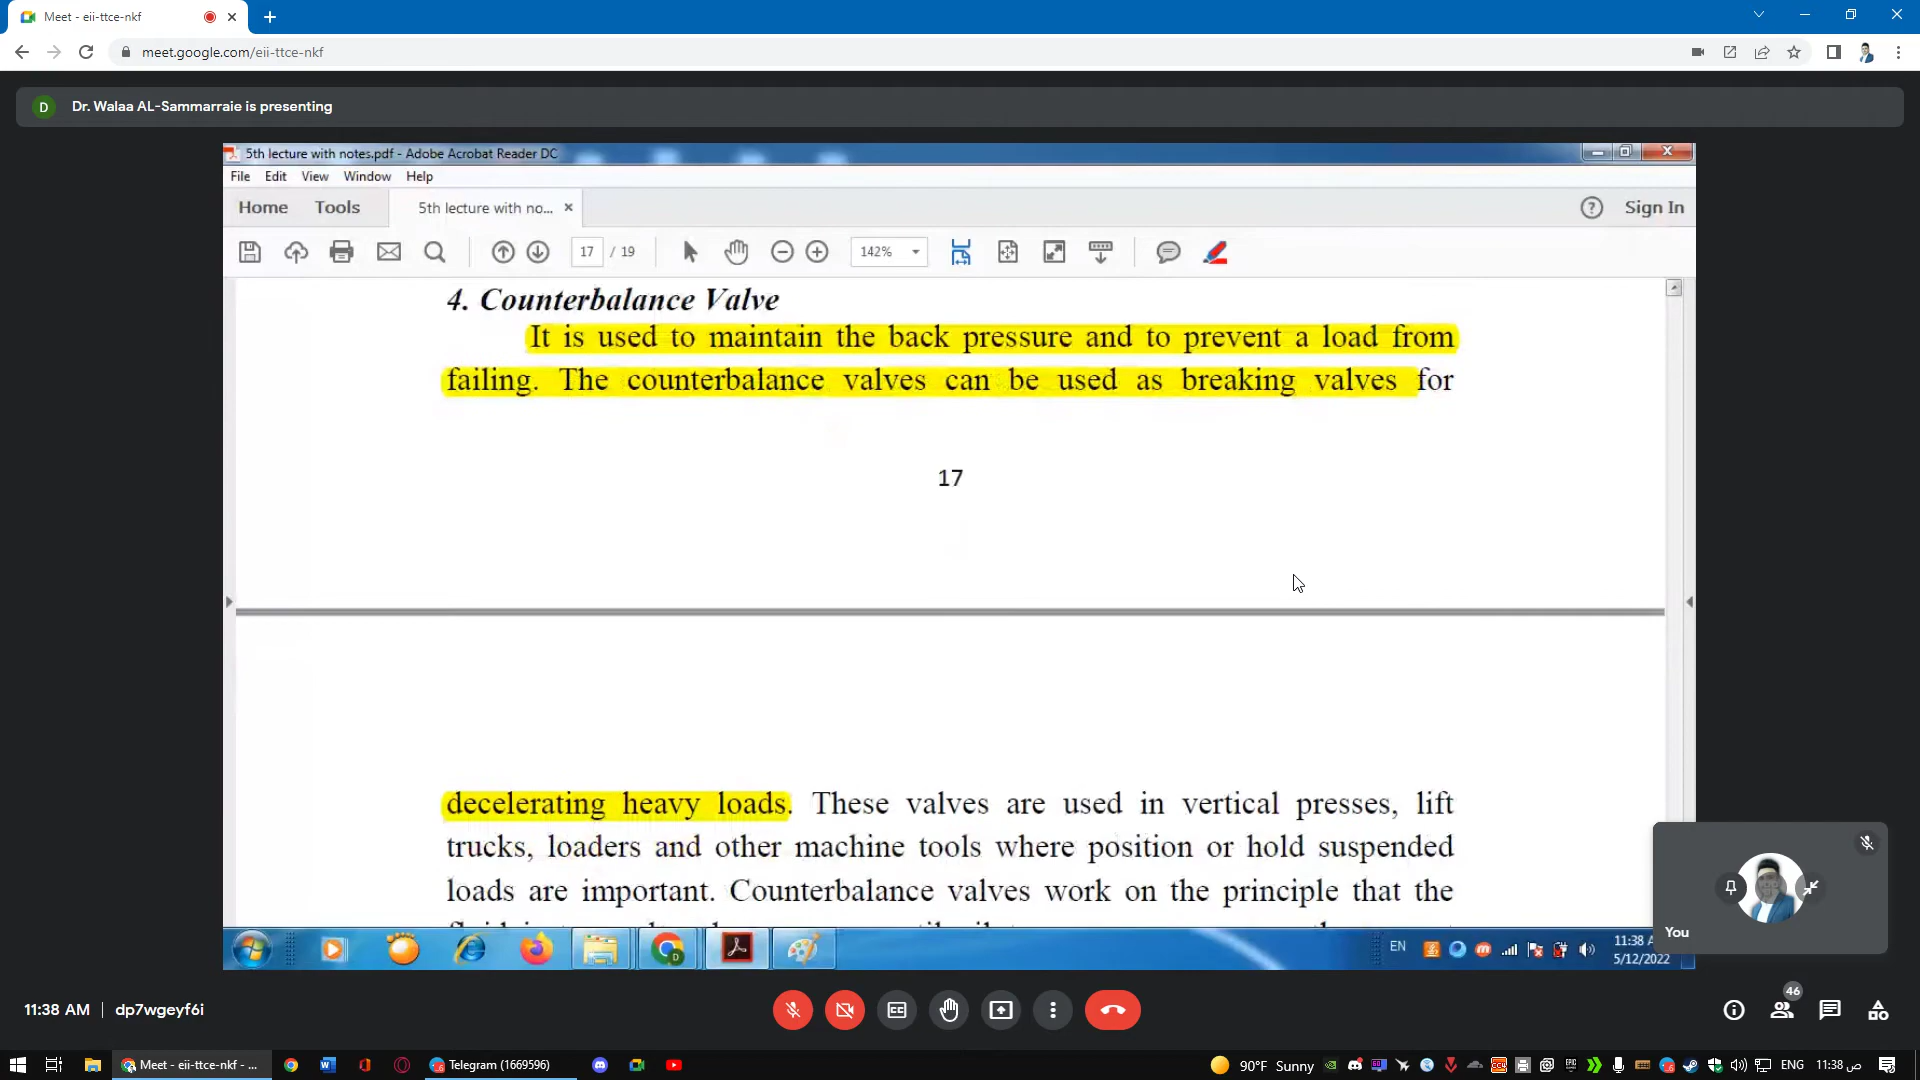 Meet - eii-ttce-nkf
meet.google.com/eii-ttce-nkf
D
Dr. Walaa AL-Sammarraie is presenting
5th lecture with notes.pdf - Adobe Acrobat Reader DC
File Edit View Window Help
Home Tools 5th lecture with no... Sign In
17 / 19 142%
4. Counterbalance Valve
It is used to maintain the back pressure and to prevent a load from
failing. The counterbalance valves can be used as breaking valves for
17
decelerating heavy loads. These valves are used in vertical presses, lift
trucks, loaders and other machine tools where position or hold suspended
loads are important. Counterbalance valves work on the principle that the
You
EN 11:38
5/12/2022
46
11:38 AM | dp7wgeyf6i
Meet - eii-ttce-nkf - ...
Telegram (1669596)
90°F Sunny
ENG
11:38 ص